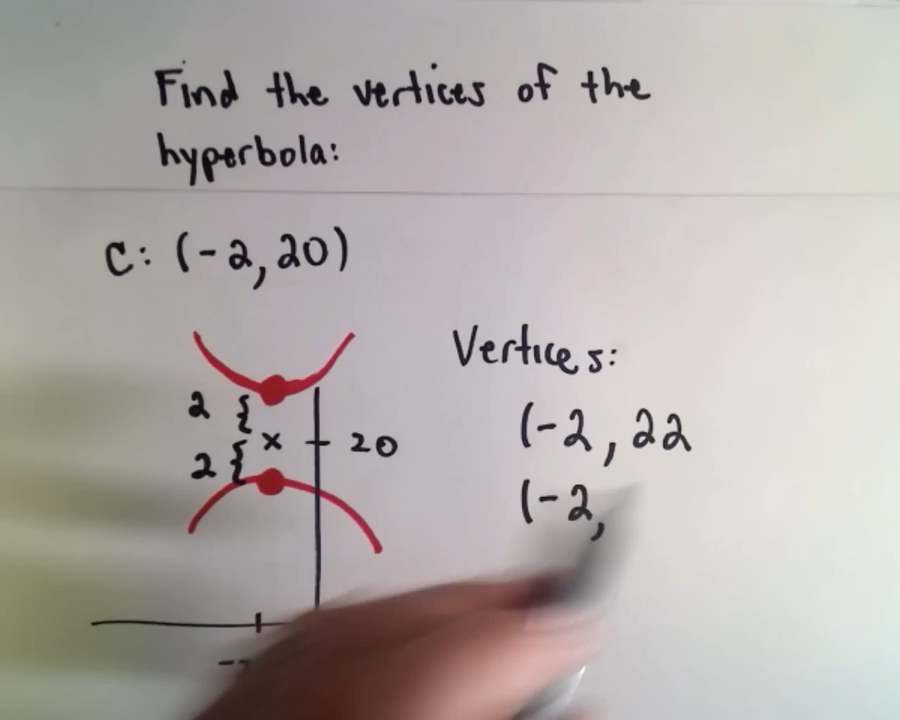 Find the vertices of the
hyperbola:
C: (-2, 20)
Vertices:
2 {
x
20
2 {
(-2, 22
(-2,